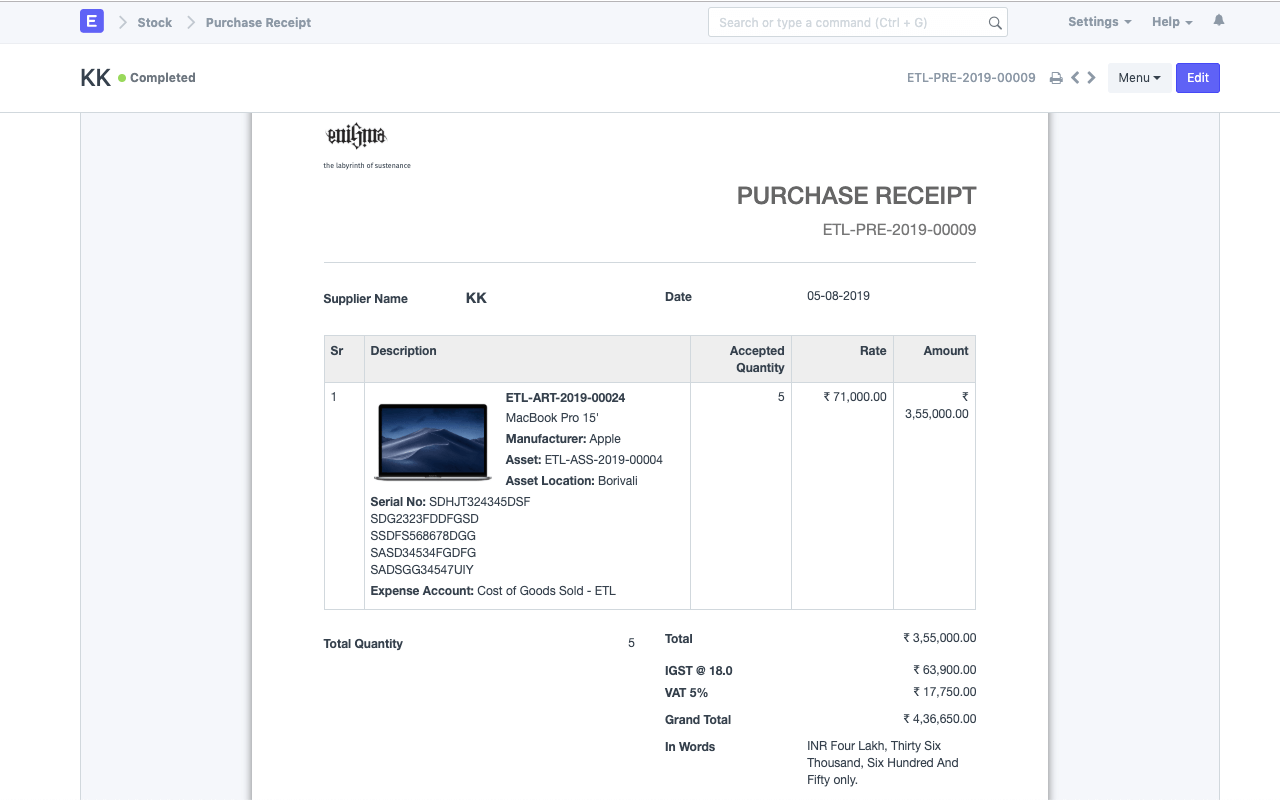 E Stock Purchase Receipt Search or type a command (Ctrl + G) Settings Help
KK Completed ETL-PRE-2019-00009 Menu Edit
enigma
the labyrinth of sustenance
PURCHASE RECEIPT
ETL-PRE-2019-00009
Supplier Name KK Date 05-08-2019
Sr Description Accepted Quantity Rate Amount
1 ETL-ART-2019-00024 5 ₹ 71,000.00 ₹ 3,55,000.00
MacBook Pro 15'
Manufacturer: Apple
Asset: ETL-ASS-2019-00004
Asset Location: Borivali
Serial No: SDHJT324345DSF
SDG2323FDDFGSD
SSDFS568678DGG
SASD34534FGDFG
SADSGG34547UIY
Expense Account: Cost of Goods Sold - ETL
Total Quantity 5
Total ₹ 3,55,000.00
IGST @ 18.0 ₹ 63,900.00
VAT 5% ₹ 17,750.00
Grand Total ₹ 4,36,650.00
In Words INR Four Lakh, Thirty Six
Thousand, Six Hundred And
Fifty only.